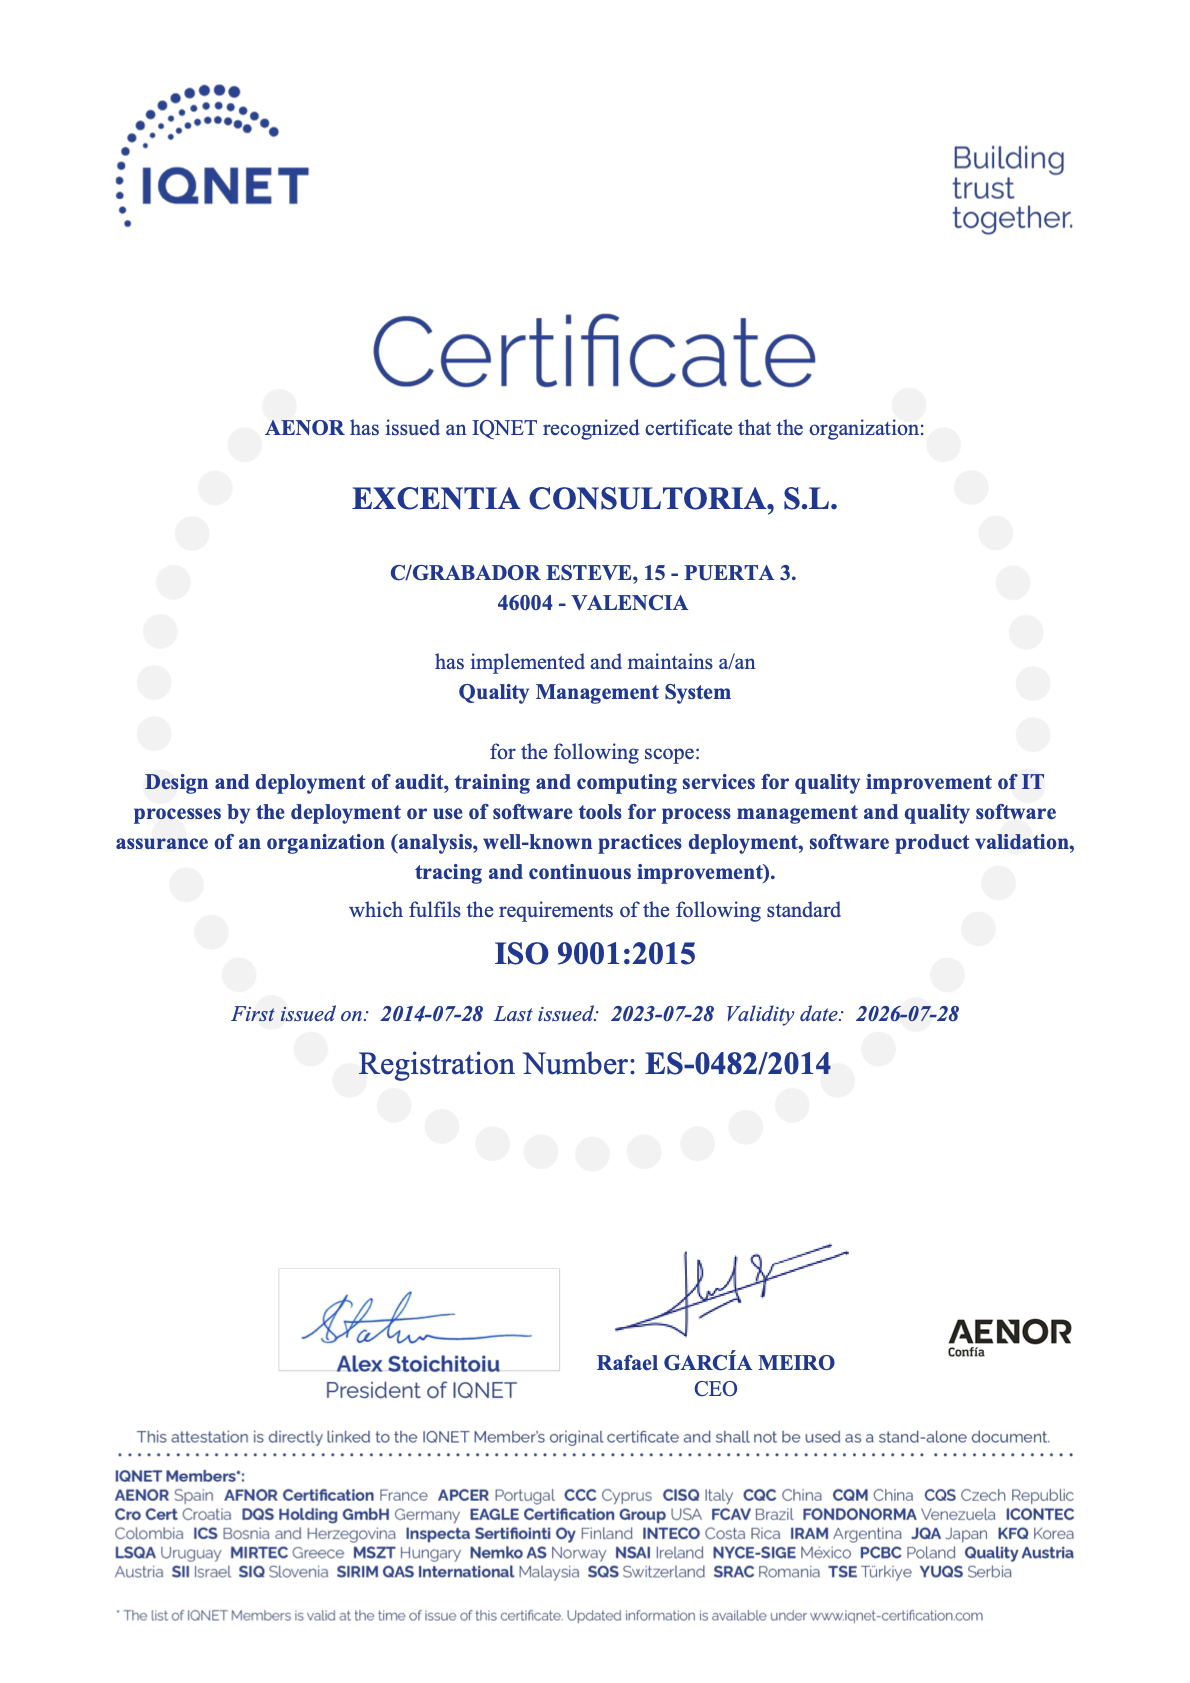 IQNET
Building
trust
together.
Certificate
AENOR has issued an IQNET recognized certificate that the organization:
EXCENTIA CONSULTORIA, S.L.
C/GRABADOR ESTEVE, 15 - PUERTA 3.
46004 - VALENCIA
has implemented and maintains a/an
Quality Management System
for the following scope:
Design and deployment of audit, training and computing services for quality improvement of IT
processes by the deployment or use of software tools for process management and quality software
assurance of an organization (analysis, well-known practices deployment, software product validation,
tracing and continuous improvement).
which fulfils the requirements of the following standard
ISO 9001:2015
First issued on: 2014-07-28 Last issued: 2023-07-28 Validity date: 2026-07-28
Registration Number: ES-0482/2014
Alex Stoichitoiu
President of IQNET
Rafael GARCÍA MEIRO
CEO
AENOR
Confía
This attestation is directly linked to the IQNET Member's original certificate and shall not be used as a stand-alone document.
IQNET Members*:
AENOR Spain AFNOR Certification France APCER Portugal CCC Cyprus CISQ Italy CQC China CQM China CQS Czech Republic
Cro Cert Croatia DQS Holding GmbH Germany EAGLE Certification Group USA FCAV Brazil FONDONORMA Venezuela ICONTEC
Colombia ICS Bosnia and Herzegovina Inspecta Sertifiointi Oy Finland INTECO Costa Rica IRAM Argentina JQA Japan KFQ Korea
LSQA Uruguay MIRTEC Greece MSZT Hungary Nemko AS Norway NSAI Ireland NYCE-SIGE México PCBC Poland Quality Austria
Austria SII Israel SIQ Slovenia SIRIM QAS International Malaysia SQS Switzerland SRAC Romania TSE Türkiye YUQS Serbia
* The list of IQNET Members is valid at the time of issue of this certificate. Updated information is available under www.iqnet-certification.com